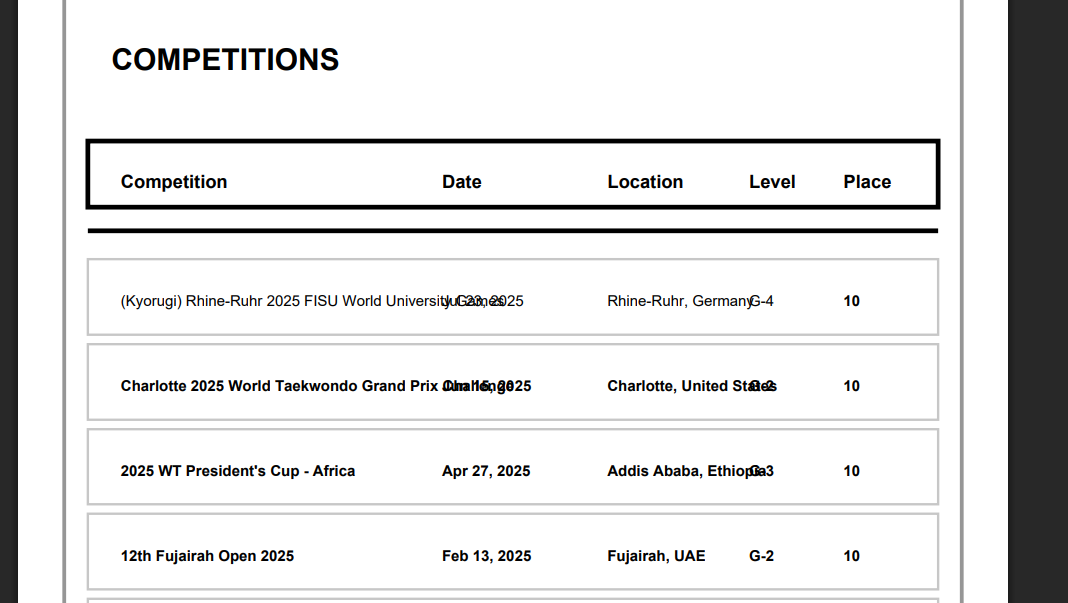 COMPETITIONS
Competition Date Location Level Place
(Kyorugi) Rhine-Ruhr 2025 FISU World University Games Jul 23, 2025 Rhine-Ruhr, Germany G-4 10
Charlotte 2025 World Taekwondo Grand Prix Challenge Jun 15, 2025 Charlotte, United States G-2 10
2025 WT President's Cup - Africa Apr 27, 2025 Addis Ababa, Ethiopia G-3 10
12th Fujairah Open 2025 Feb 13, 2025 Fujairah, UAE G-2 10